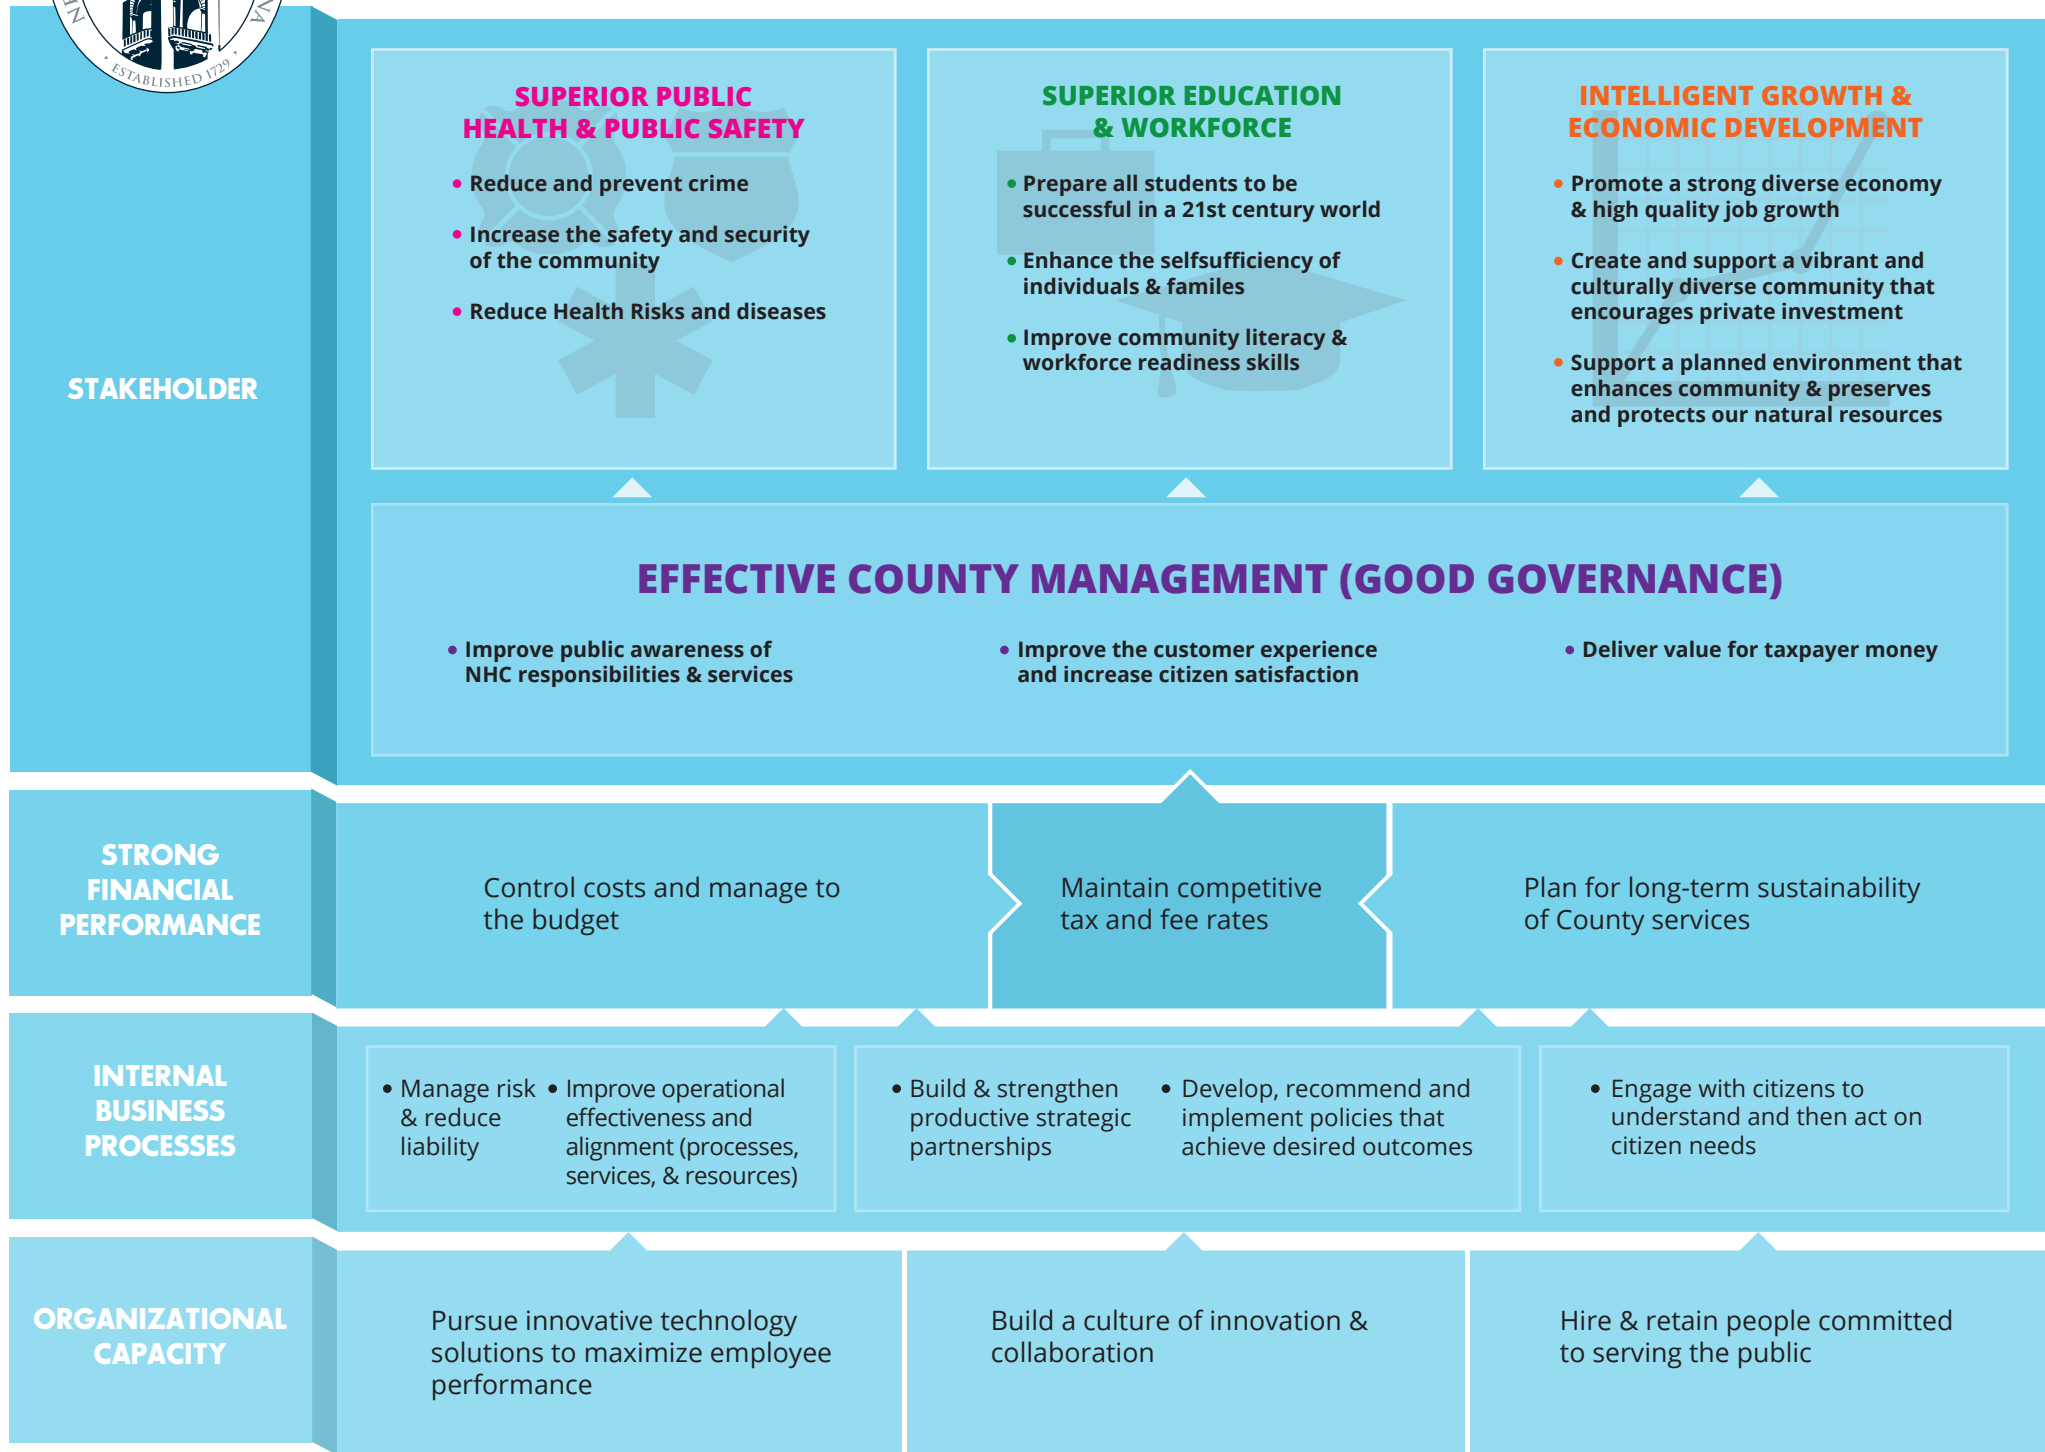 ESTABLISHED 1729
STAKEHOLDER
SUPERIOR PUBLIC
HEALTH & PUBLIC SAFETY
• Reduce and prevent crime
• Increase the safety and security
of the community
• Reduce Health Risks and diseases
SUPERIOR EDUCATION
& WORKFORCE
• Prepare all students to be
successful in a 21st century world
• Enhance the selfsufficiency of
individuals & familes
• Improve community literacy &
workforce readiness skills
INTELLIGENT GROWTH &
ECONOMIC DEVELOPMENT
• Promote a strong diverse economy
& high quality job growth
• Create and support a vibrant and
culturally diverse community that
encourages private investment
• Support a planned environment that
enhances community & preserves
and protects our natural resources
EFFECTIVE COUNTY MANAGEMENT (GOOD GOVERNANCE)
• Improve public awareness of
NHC responsibilities & services
• Improve the customer experience
and increase citizen satisfaction
• Deliver value for taxpayer money
STRONG
FINANCIAL
PERFORMANCE
Control costs and manage to
the budget
Maintain competitive
tax and fee rates
Plan for long-term sustainability
of County services
INTERNAL
BUSINESS
PROCESSES
• Manage risk
& reduce
liability
• Improve operational
effectiveness and
alignment (processes,
services, & resources)
• Build & strengthen
productive strategic
partnerships
• Develop, recommend and
implement policies that
achieve desired outcomes
• Engage with citizens to
understand and then act on
citizen needs
ORGANIZATIONAL
CAPACITY
Pursue innovative technology
solutions to maximize employee
performance
Build a culture of innovation &
collaboration
Hire & retain people committed
to serving the public